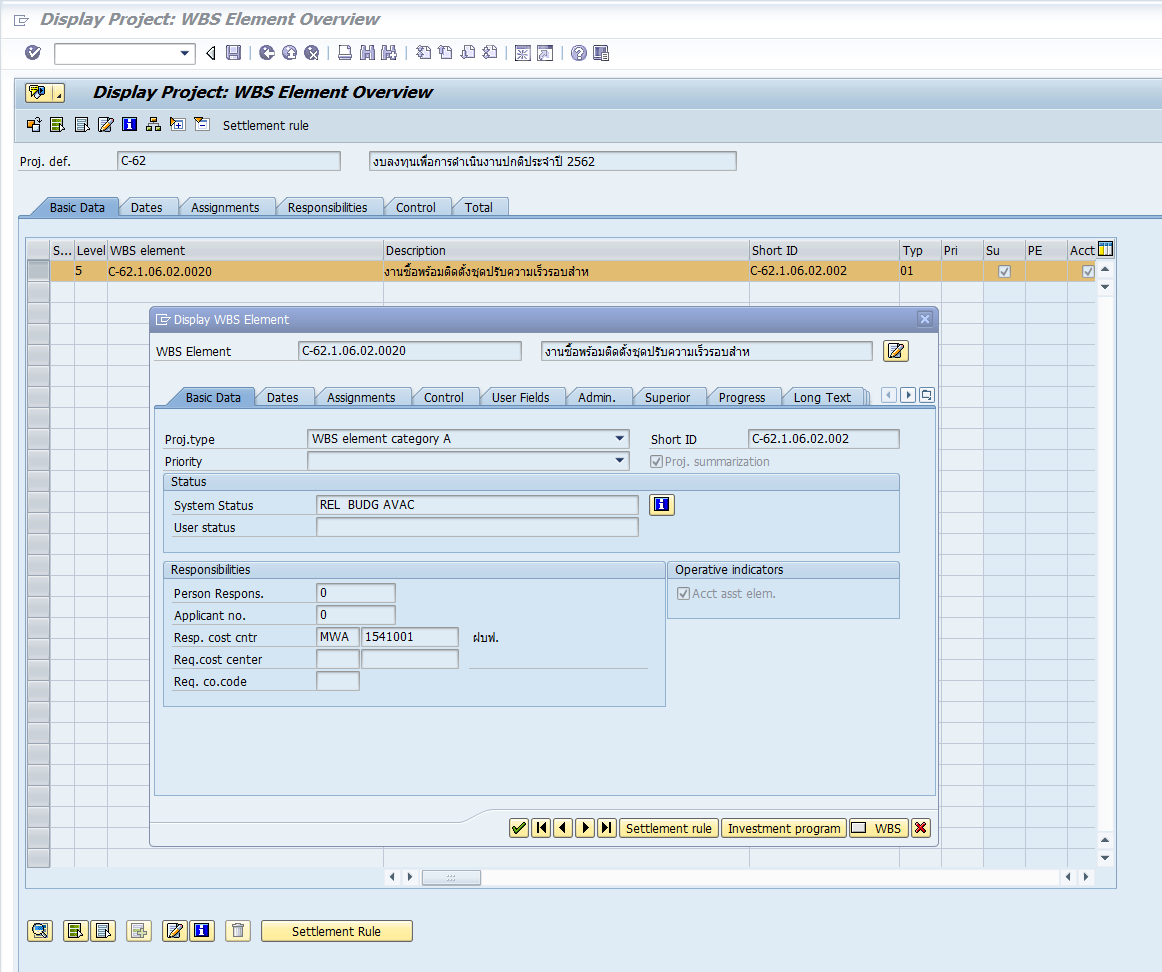 Display Project: WBS Element Overview
Display Project: WBS Element Overview
Settlement rule
Proj. def. C-62 งบลงทุนเพื่อการดำเนินงานปกติประจำปี 2562
Basic Data Dates Assignments Responsibilities Control Total
S... Level WBS element Description Short ID Typ Pri Su PE Acct
5 C-62.1.06.02.0020 งานซื้อพร้อมติดตั้งชุดปรับความเร็วรอบสำห C-62.1.06.02.002 01
Display WBS Element
WBS Element C-62.1.06.02.0020 งานซื้อพร้อมติดตั้งชุดปรับความเร็วรอบสำห
Basic Data Dates Assignments Control User Fields Admin. Superior Progress Long Text
Proj.type WBS element category A Short ID C-62.1.06.02.002
Priority Proj. summarization
Status
System Status REL BUDG AVAC
User status
Responsibilities Operative indicators
Person Respons. 0 Acct asst elem.
Applicant no. 0
Resp. cost cntr MWA 1541001 ฝบฟ.
Req.cost center
Req. co.code
Settlement rule Investment program WBS
Settlement Rule